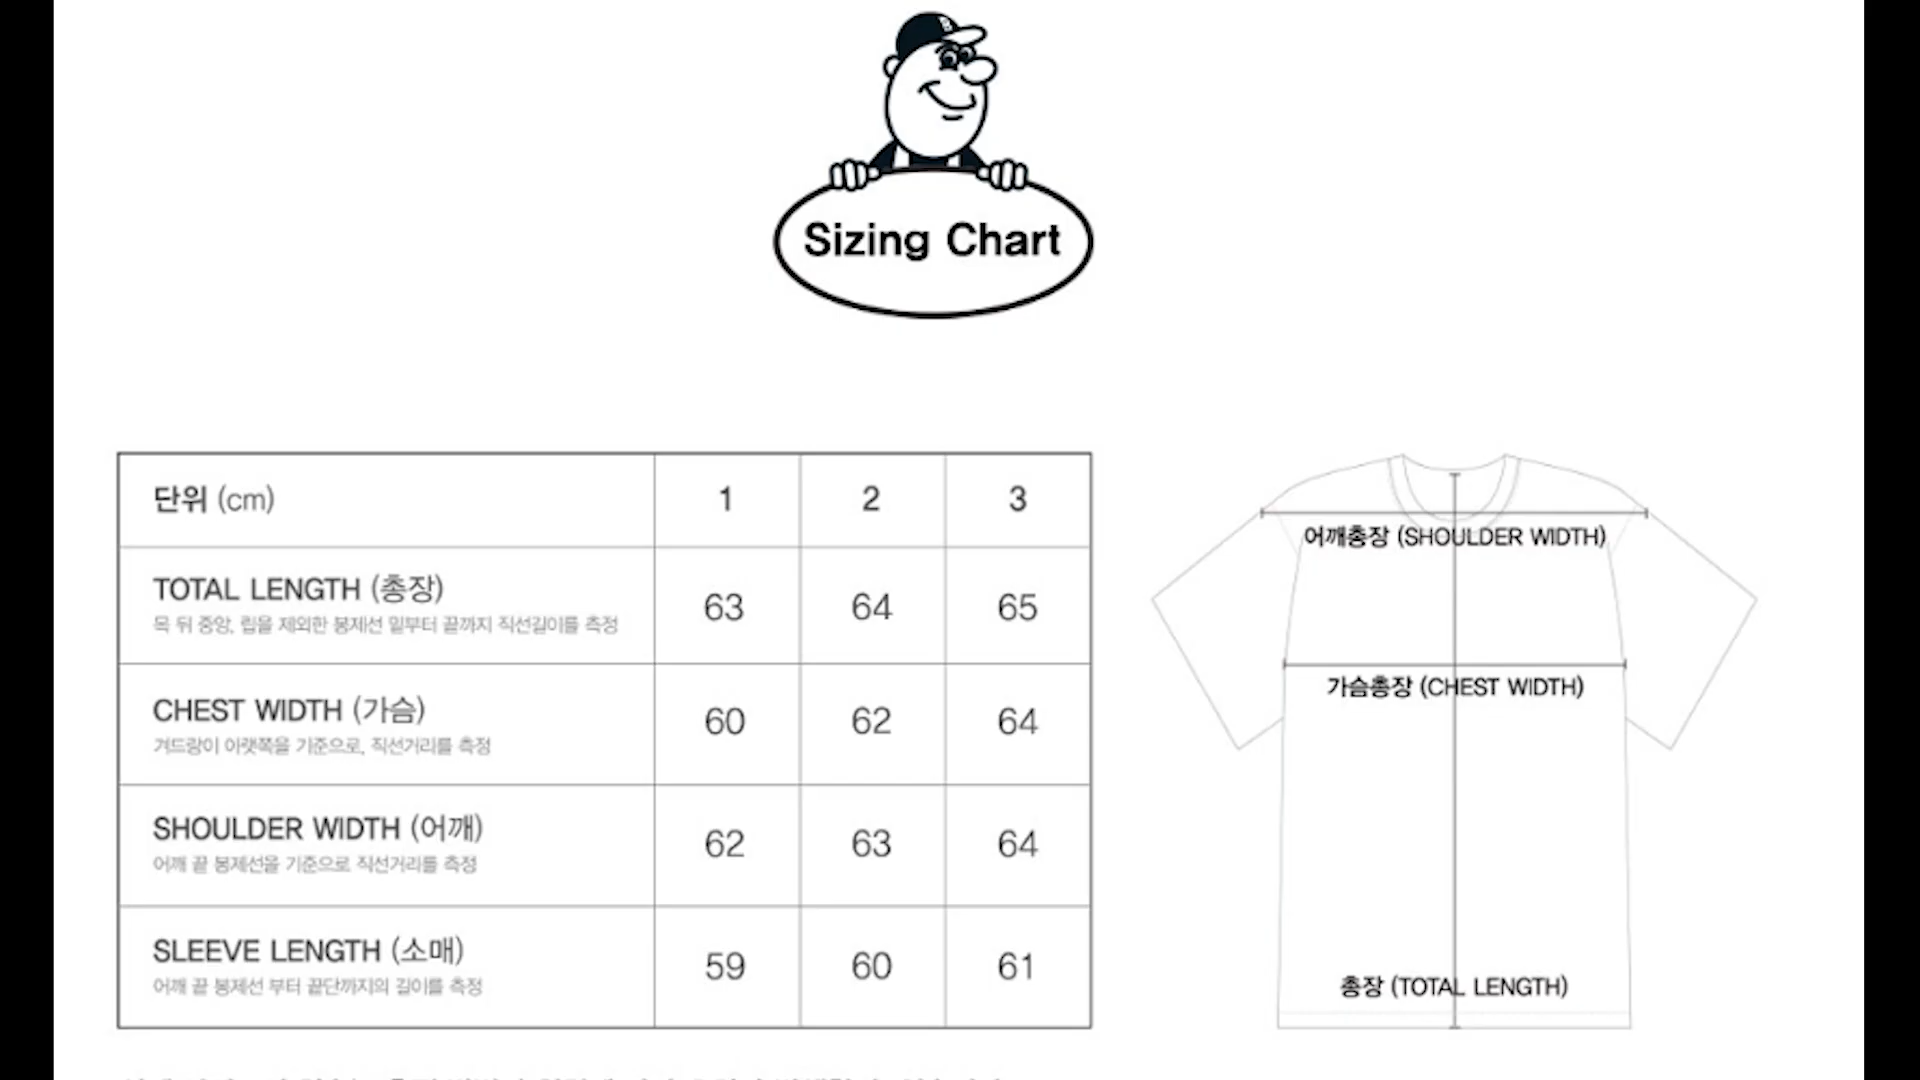 B
Sizing Chart
단위 (cm) 1 2 3
TOTAL LENGTH (총장) 63 64 65
목 뒤 중앙, 립을 제외한 봉제선 밑부터 끝까지 직선길이를 측정
CHEST WIDTH (가슴) 60 62 64
겨드랑이 아랫쪽을 기준으로, 직선거리를 측정
SHOULDER WIDTH (어깨) 62 63 64
어깨 끝 봉제선을 기준으로 직선거리를 측정
SLEEVE LENGTH (소매) 59 60 61
어깨 끝 봉제선 부터 끝단까지의 길이를 측정
어깨총장 (SHOULDER WIDTH)
가슴총장 (CHEST WIDTH)
총장 (TOTAL LENGTH)